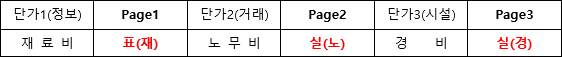 단가1(정보) Page1 단가2(거래) Page2 단가3(시설) Page3
재 료 비 표(재) 노 무 비 실(노) 경 비 실(경)